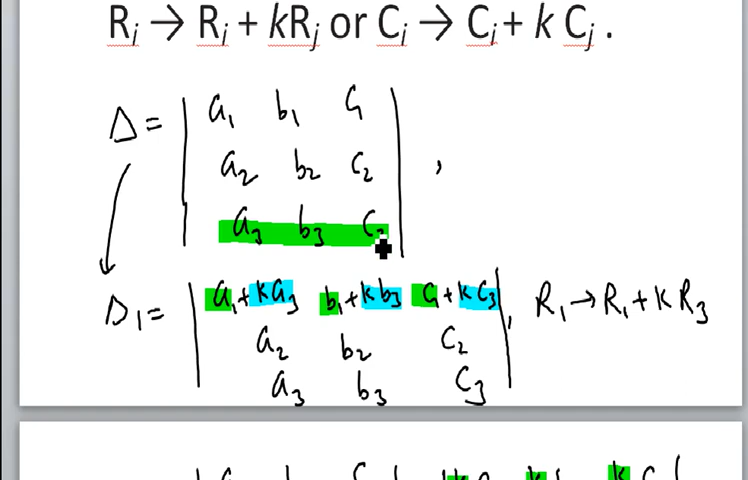 Rᵢ → Rᵢ + kRⱼ or Cᵢ → Cᵢ + k Cⱼ .
Δ = | a₁ b₁ c₁ |
| a₂ b₂ c₂ | ,
| a₃ b₃ c₃ |
Δ₁ = | a₁+ka₃ b₁+kb₃ c₁+kc₃ | , R₁→R₁+kR₃
| a₂ b₂ c₂ |
| a₃ b₃ c₃ |